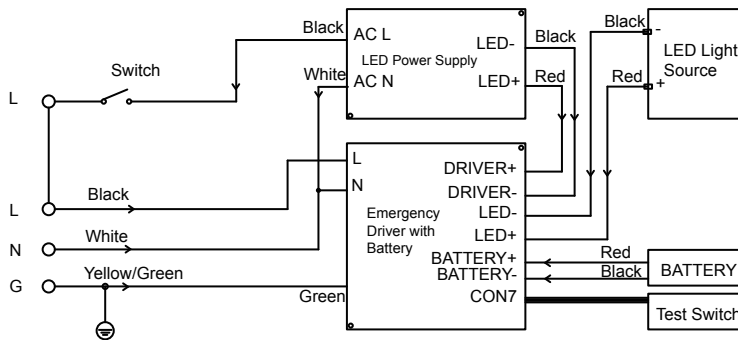 Black
AC L
LED-
Black
Black
-
LED Light
Source
LED Power Supply
Switch
White
AC N
LED+
Red
Red
+
L
L
Black
L
N
DRIVER+
DRIVER-
LED-
LED+
Emergency
Driver with
Battery
N
White
BATTERY+
Red
BATTERY-
Black
BATTERY
G
Yellow/Green
Green
CON7
Test Switch